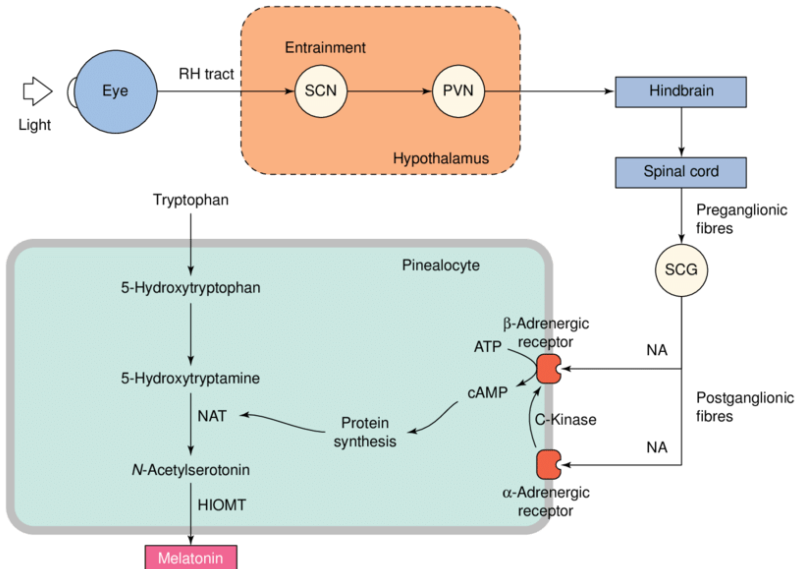 Light
Eye
RH tract
Entrainment
SCN
PVN
Hypothalamus
Hindbrain
Spinal cord
Preganglionic
fibres
SCG
Tryptophan
Pinealocyte
5-Hydroxytryptophan
β-Adrenergic
receptor
ATP
NA
5-Hydroxytryptamine
cAMP
Postganglionic
fibres
NAT
Protein
synthesis
C-Kinase
NA
N-Acetylserotonin
α-Adrenergic
receptor
HIOMT
Melatonin